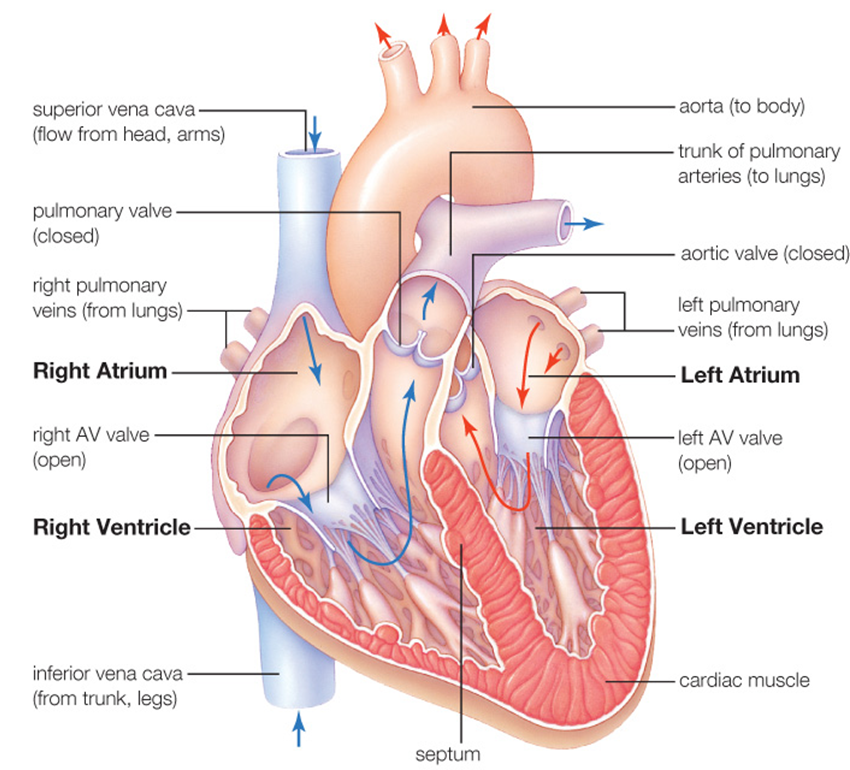 superior vena cava
(flow from head, arms)
pulmonary valve
(closed)
right pulmonary
veins (from lungs)
Right Atrium
right AV valve
(open)
Right Ventricle
inferior vena cava
(from trunk, legs)
septum
aorta (to body)
trunk of pulmonary
arteries (to lungs)
aortic valve (closed)
left pulmonary
veins (from lungs)
Left Atrium
left AV valve
(open)
Left Ventricle
cardiac muscle